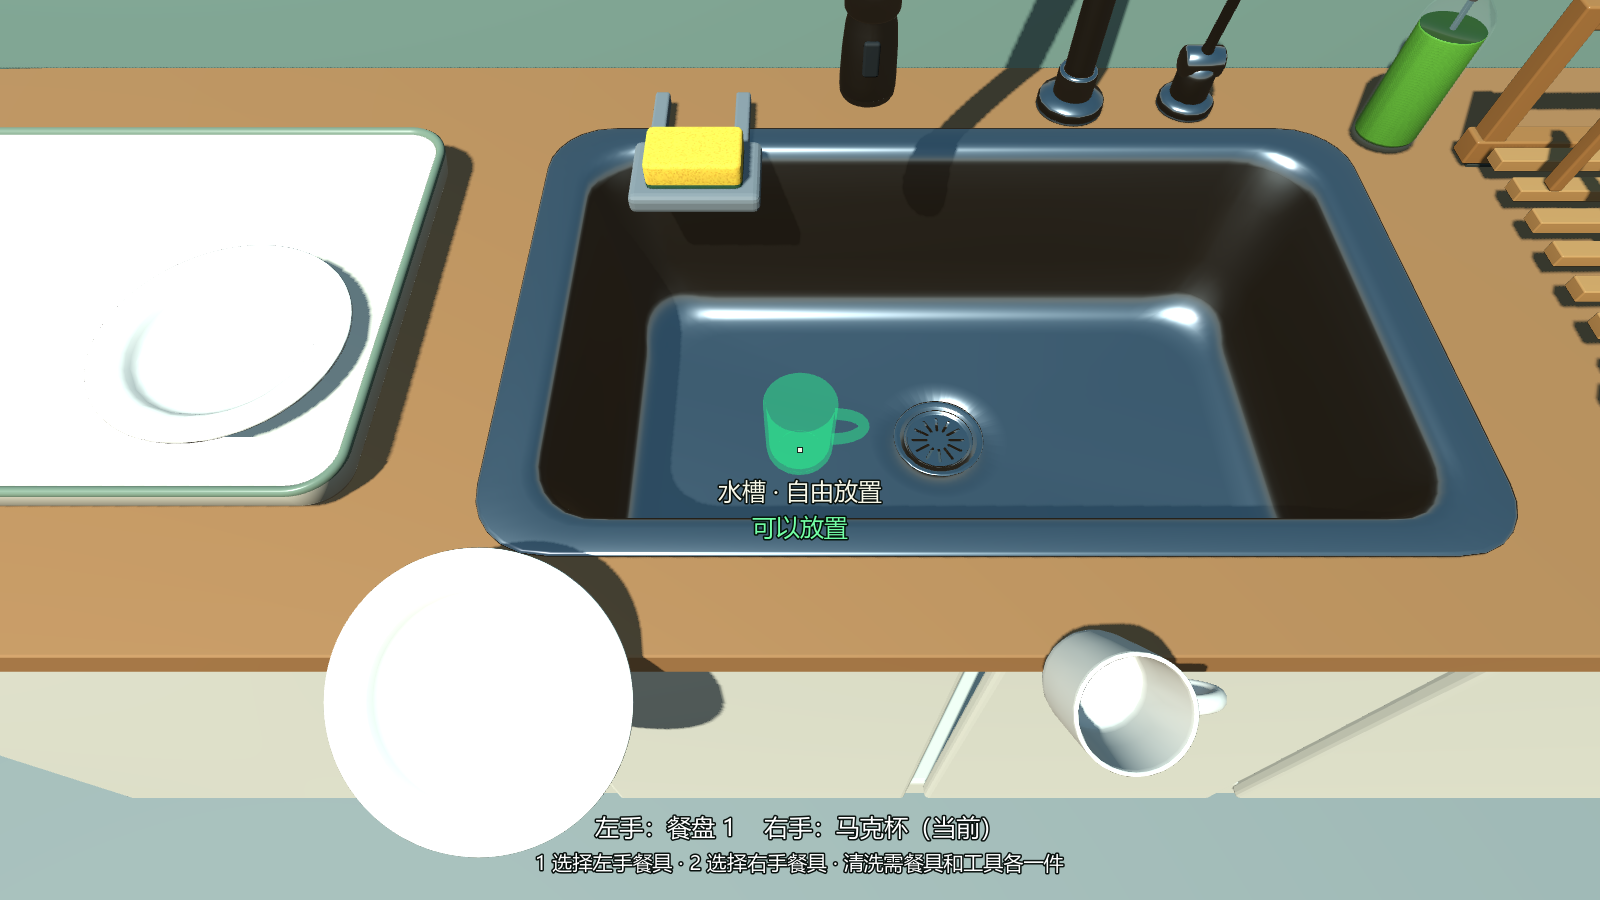 水槽 · 自由放置
可以放置
左手：餐盘 1　右手：马克杯（当前）
1 选择左手餐具 · 2 选择右手餐具 · 清洗需餐具和工具各一件